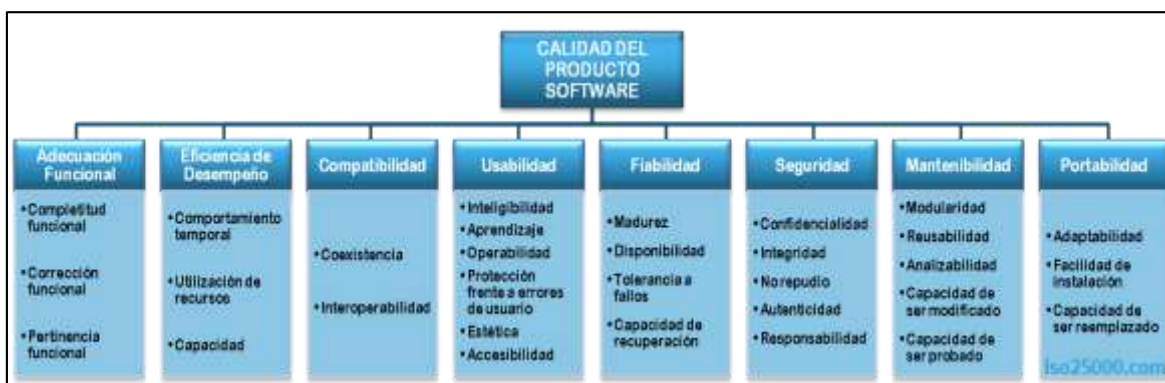 CALIDAD DEL
PRODUCTO
SOFTWARE
Adecuación
Funcional
•Completitud
funcional
•Corrección
funcional
•Pertinencia
funcional
Eficiencia de
Desempeño
•Comportamiento
temporal
•Utilización de
recursos
•Capacidad
Compatibilidad
•Coexistencia
•Interoperabilidad
Usabilidad
•Inteligibilidad
•Aprendizaje
•Operabilidad
•Protección
frente a errores
de usuario
•Estética
•Accesibilidad
Fiabilidad
•Madurez
•Disponibilidad
•Tolerancia a
fallos
•Capacidad de
recuperación
Seguridad
•Confidencialidad
•Integridad
•No repudio
•Autenticidad
•Responsabilidad
Mantenibilidad
•Modularidad
•Reusabilidad
•Analizabilidad
•Capacidad de
ser modificado
•Capacidad de
ser probado
Portabilidad
•Adaptabilidad
•Facilidad de
instalación
•Capacidad de
ser reemplazado
iso25000.com